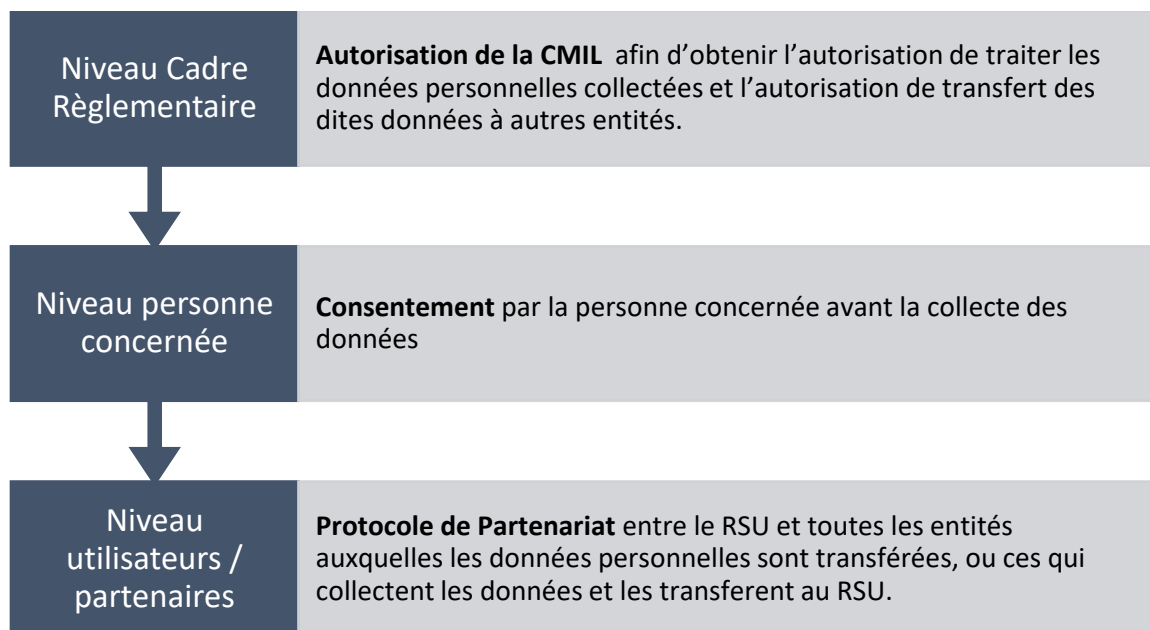 Niveau Cadre
Règlementaire
Autorisation de la CMIL afin d'obtenir l'autorisation de traiter les
données personnelles collectées et l'autorisation de transfert des
dites données à autres entités.
Niveau personne
concernée
Consentement par la personne concernée avant la collecte des
données
Niveau
utilisateurs /
partenaires
Protocole de Partenariat entre le RSU et toutes les entités
auxquelles les données personnelles sont transférées, ou ces qui
collectent les données et les transferent au RSU.